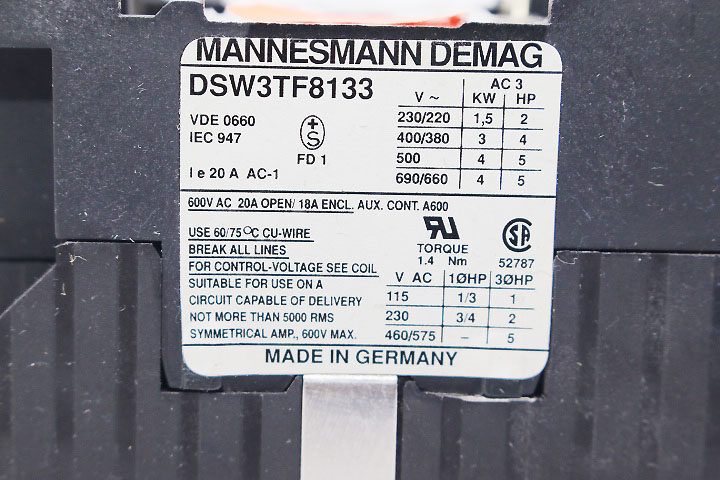 MANNESMANN DEMAG
DSW3TF8133
VDE 0660
IEC 947
I e 20 A AC-1
S
FD 1
AC 3
V ~ KW HP
230/220 1,5 2
400/380 3 4
500 4 5
690/660 4 5
600V AC 20A OPEN/ 18A ENCL. AUX. CONT. A600
USE 60/75°C CU-WIRE
BREAK ALL LINES
FOR CONTROL-VOLTAGE SEE COIL
SUITABLE FOR USE ON A
CIRCUIT CAPABLE OF DELIVERY
NOT MORE THAN 5000 RMS
SYMMETRICAL AMP., 600V MAX.
RU
TORQUE
1.4 Nm
SA
52787
V AC 1ØHP 3ØHP
115 1/3 1
230 3/4 2
460/575 – 5
MADE IN GERMANY